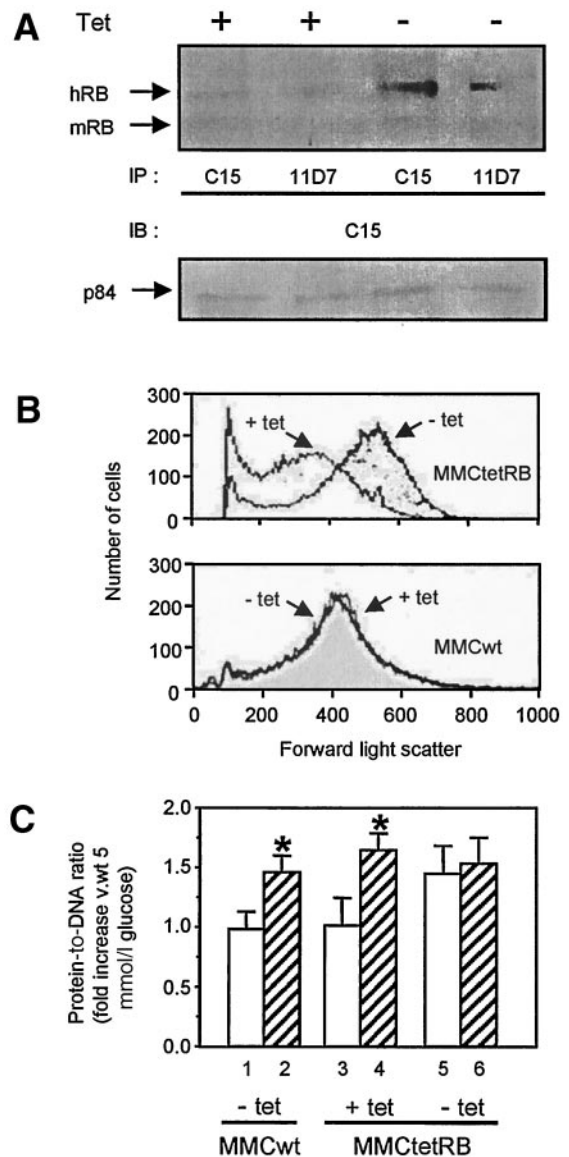 A
Tet + + - -
hRB
mRB
IP : C15 11D7 C15 11D7
IB : C15
p84
B
300
200
100
0
+ tet
- tet
MMCtetRB
Number of cells
300
200
100
0
- tet
+ tet
MMCwt
0 200 400 600 800 1000
Forward light scatter
C
Protein-to-DNA ratio
(fold increase v.wt 5
mmol/l glucose)
2.0
1.5
1.0
0.5
0.0
* *
1 2 3 4 5 6
- tet + tet - tet
MMCwt MMCtetRB